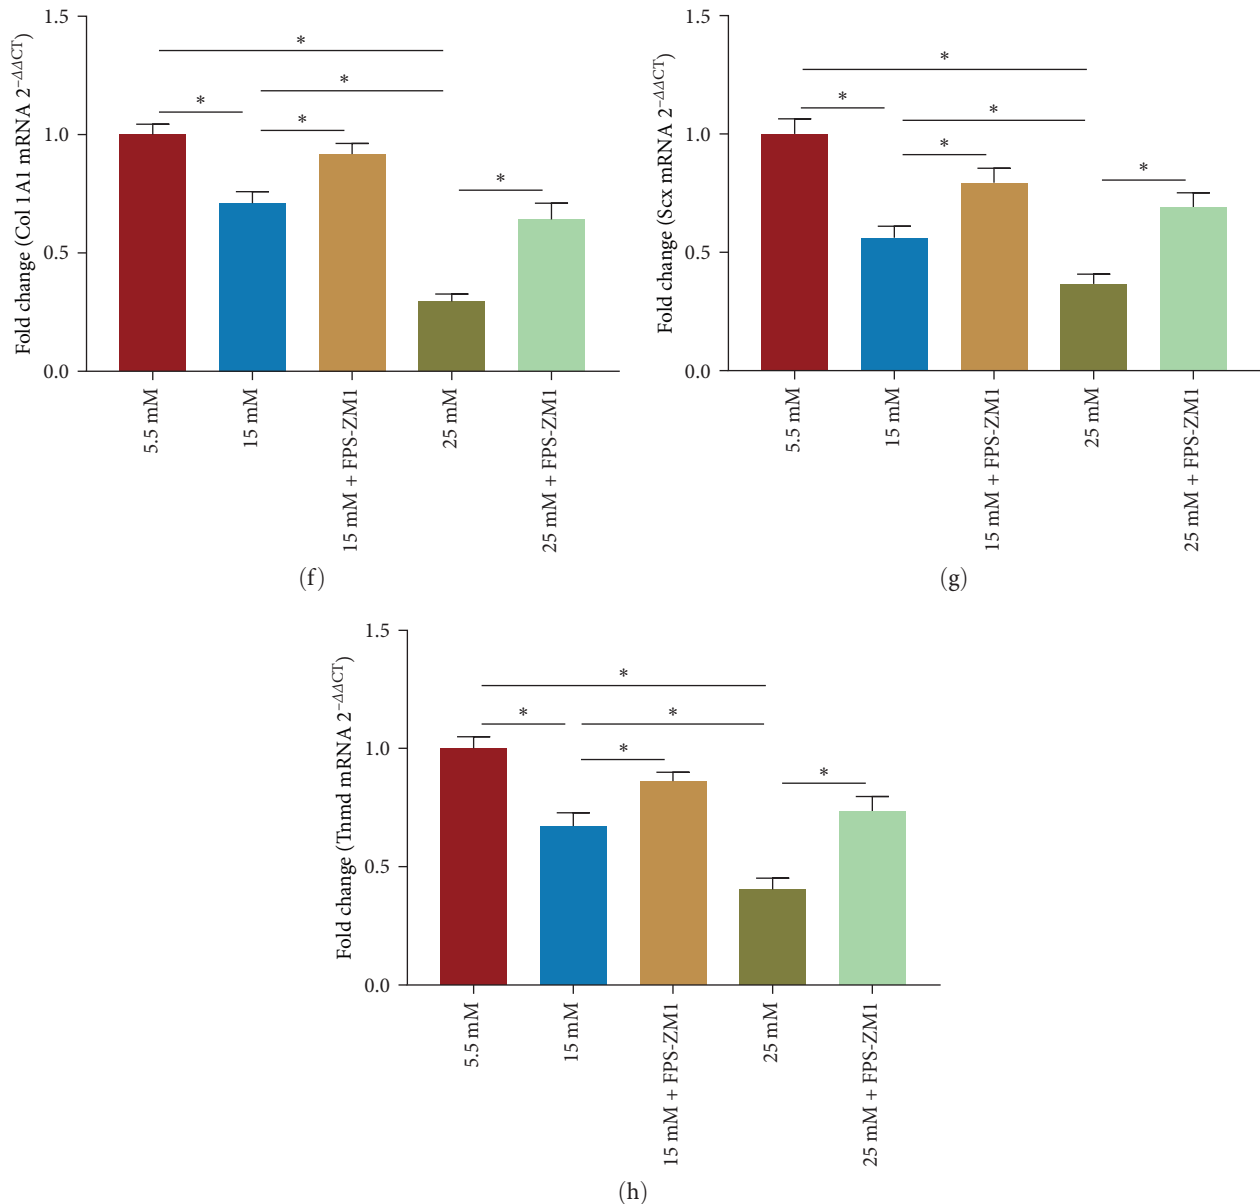 Fold change (Col 1A1 mRNA 2^−ΔΔCT)
1.5
1.0
0.5
0.0
*
*
*
*
*
5.5 mM
15 mM
15 mM + FPS-ZM1
25 mM
25 mM + FPS-ZM1
(f)
Fold change (Scx mRNA 2^−ΔΔCT)
1.5
1.0
0.5
0.0
*
*
*
*
*
5.5 mM
15 mM
15 mM + FPS-ZM1
25 mM
25 mM + FPS-ZM1
(g)
Fold change (Tnmd mRNA 2^−ΔΔCT)
1.5
1.0
0.5
0.0
*
*
*
*
*
5.5 mM
15 mM
15 mM + FPS-ZM1
25 mM
25 mM + FPS-ZM1
(h)